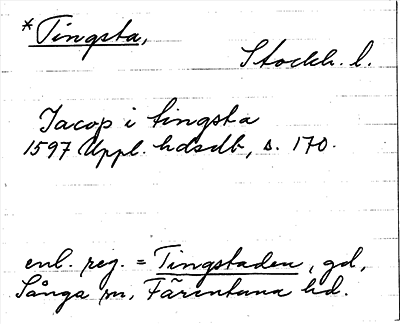 *Tingsta,
Stockh. l.
Jacop i tingsta
1597 Uppl. hdsdb, s. 170.
enl. reg. = Tingstaden, gd,
Sånga sn, Färentuna hd.